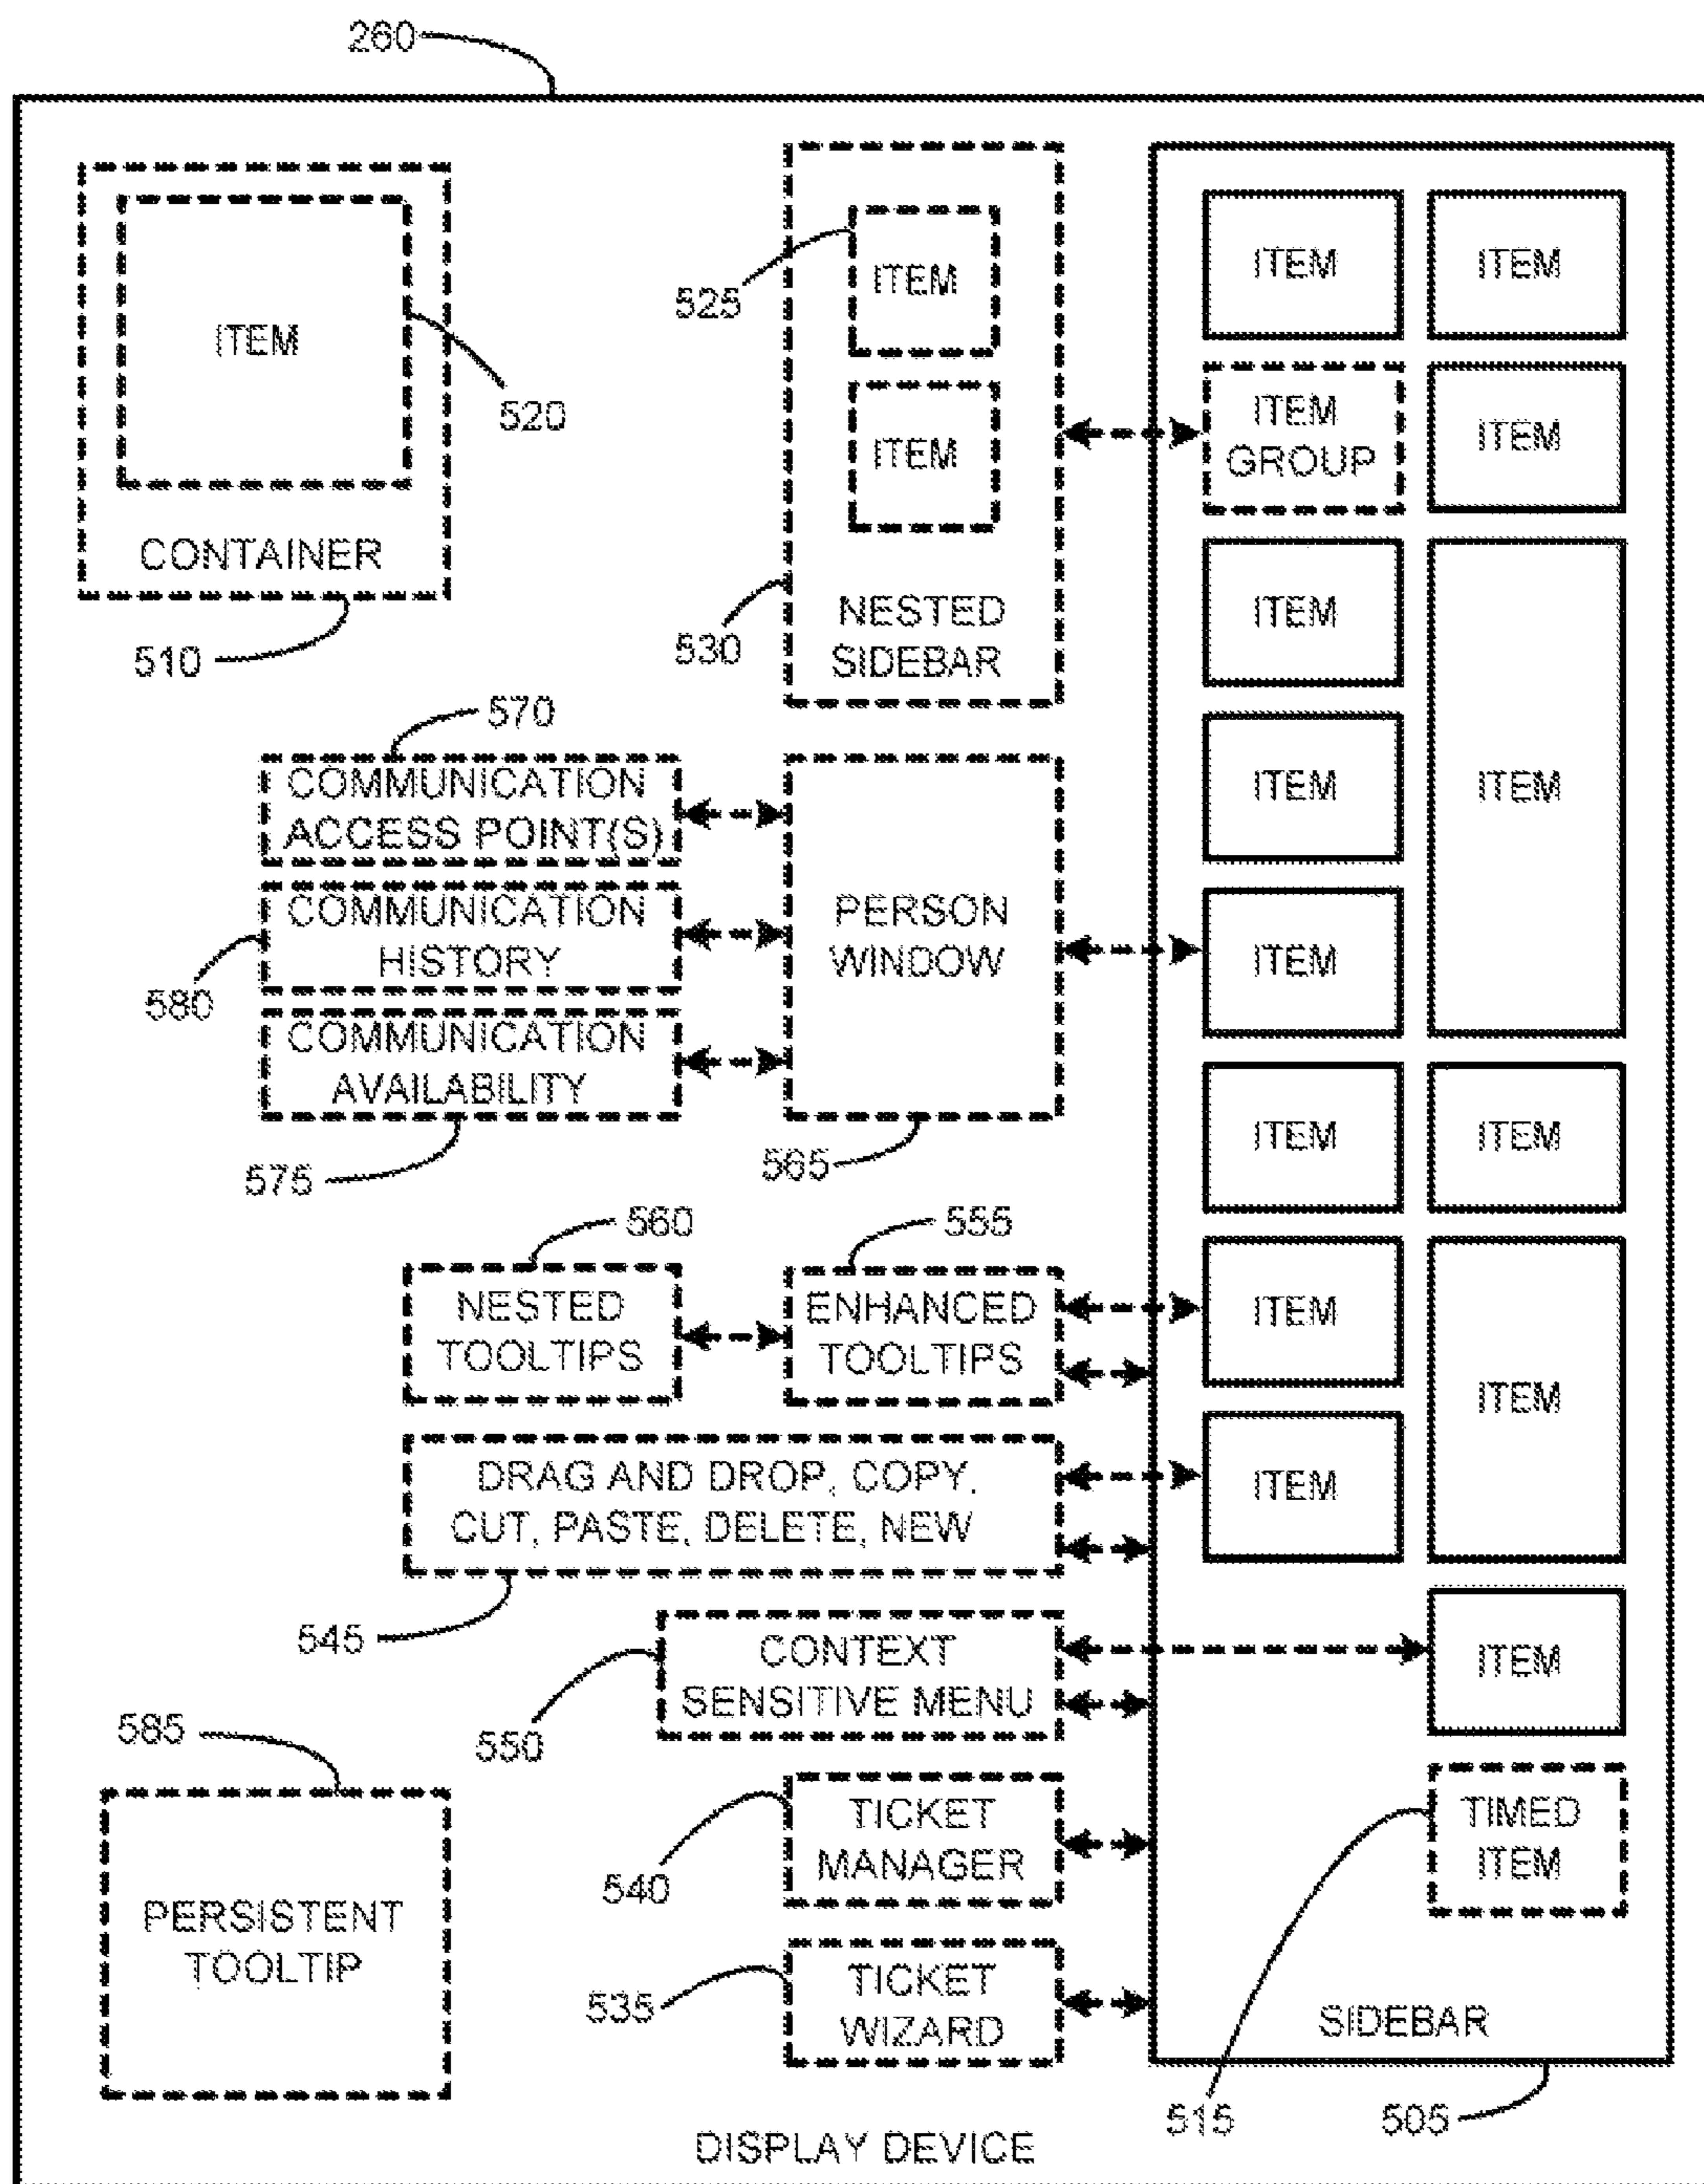 260
ITEM
520
CONTAINER
510
525
ITEM
ITEM
530
NESTED
SIDEBAR
ITEM
ITEM
ITEM
GROUP
ITEM
ITEM
ITEM
ITEM
ITEM
570
COMMUNICATION
ACCESS POINT(S)
COMMUNICATION
HISTORY
580
COMMUNICATION
AVAILABILITY
575
PERSON
WINDOW
565
ITEM
ITEM
560
NESTED
TOOLTIPS
555
ENHANCED
TOOLTIPS
ITEM
ITEM
DRAG AND DROP, COPY,
CUT, PASTE, DELETE, NEW
545
ITEM
CONTEXT
SENSITIVE MENU
550
ITEM
585
PERSISTENT
TOOLTIP
TICKET
MANAGER
540
TIMED
ITEM
TICKET
WIZARD
535
SIDEBAR
515
505
DISPLAY DEVICE